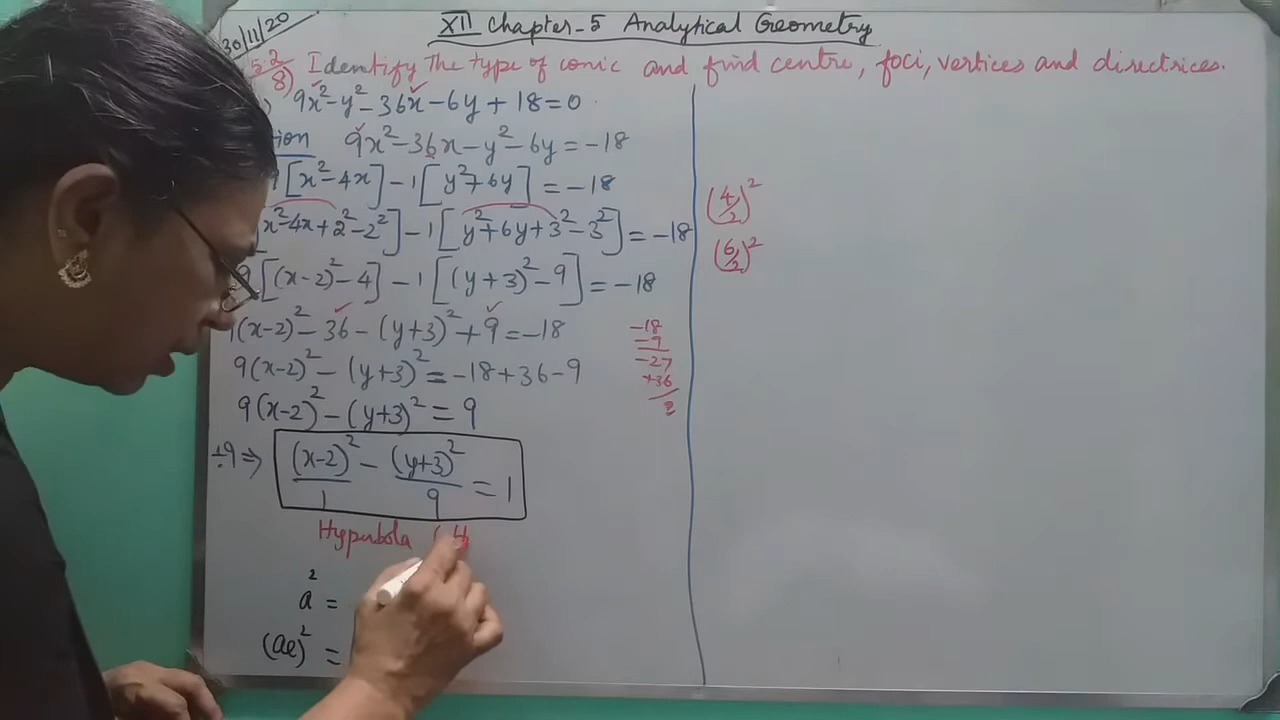 30/11/20
XII Chapter-5 Analytical Geometry
5.2/8) Identify the type of conic and find centre, foci, vertices and directrices.
9x²-y²-36x-6y+18=0
9x²-36x-y²-6y=-18
[x²-4x]-1[y²+6y]=-18
x²-4x+2²-2²]-1[y²+6y+3²-3²]=-18
9[(x-2)²-4]-1[(y+3)²-9]=-18
(x-2)²-36-(y+3)²+9=-18
9(x-2)²-(y+3)²=-18+36-9
9(x-2)²-(y+3)²=9
÷9⇒ (x-2)²/1 - (y+3)²/9 = 1
Hyperbola (
a² =
(ae)² =
(4/2)²
(6/2)²
-18
-9
-27
+36